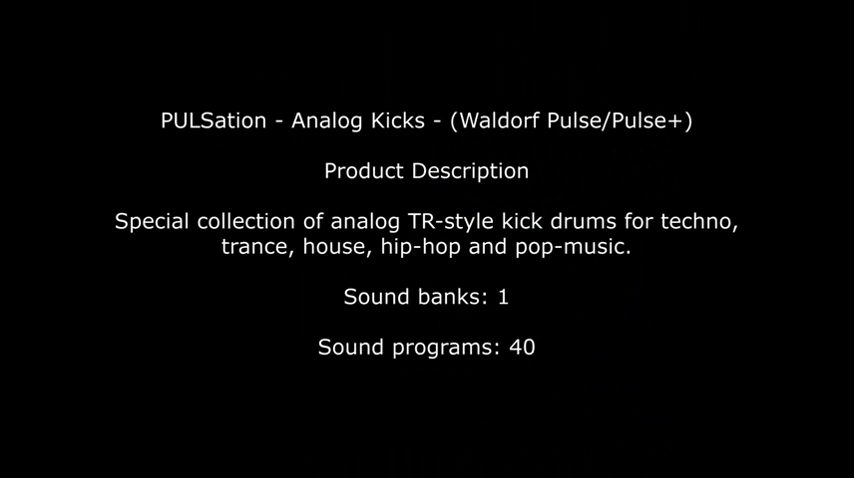 PULSation - Analog Kicks - (Waldorf Pulse/Pulse+)
Product Description
Special collection of analog TR-style kick drums for techno,
trance, house, hip-hop and pop-music.
Sound banks: 1
Sound programs: 40